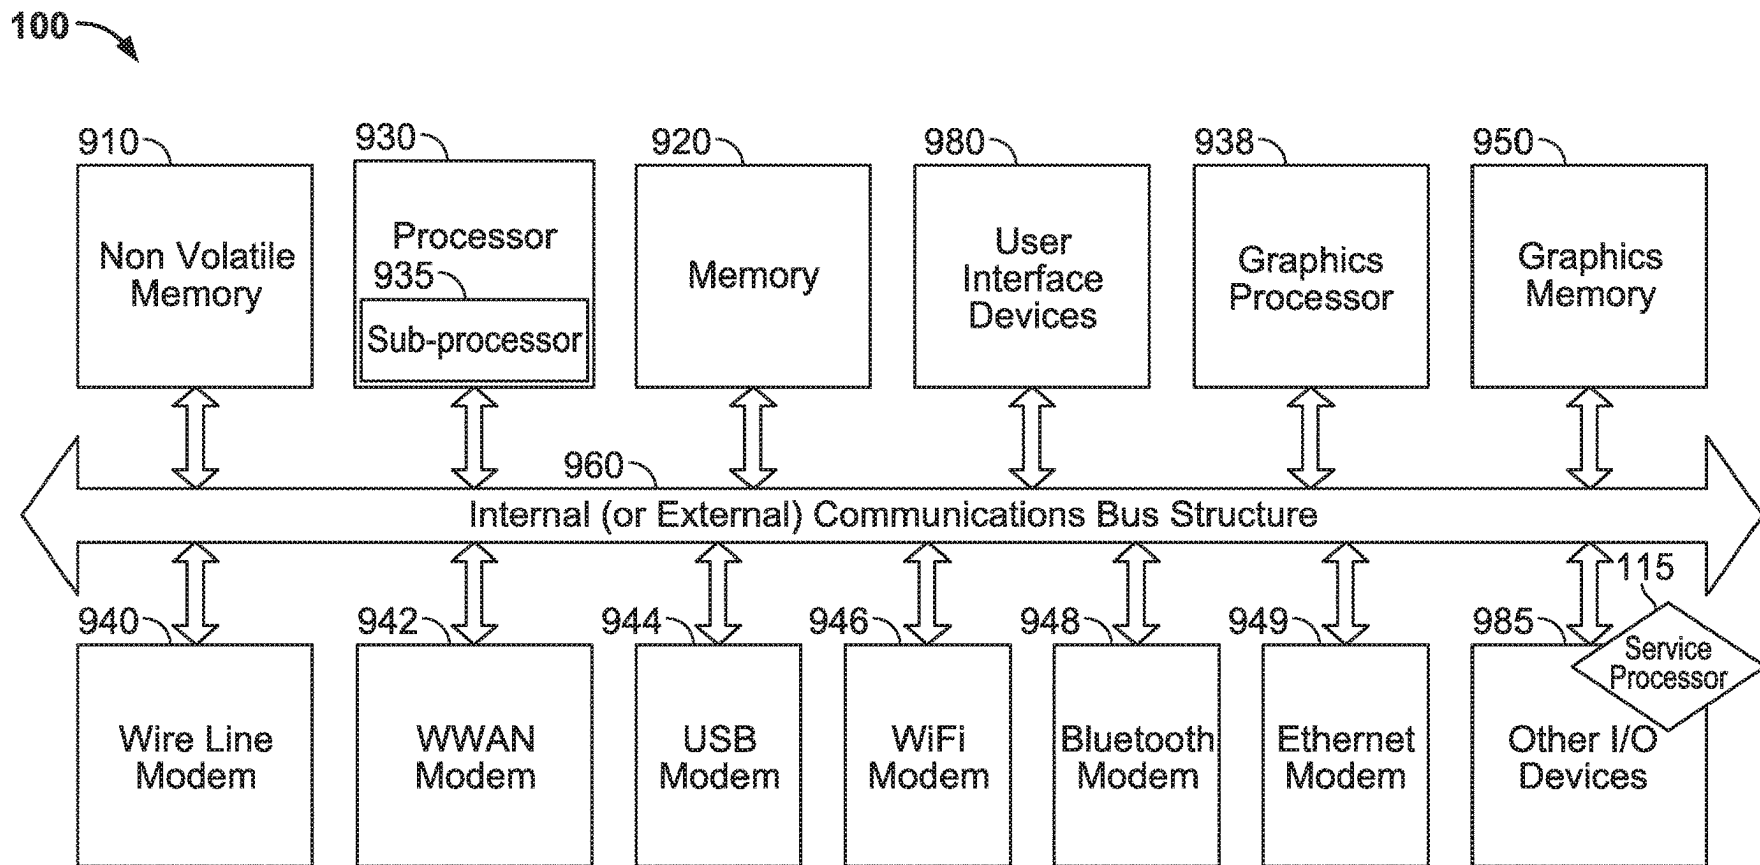 100
910
930
920
980
938
950
Non Volatile
Memory
Processor
935
Sub-processor
Memory
User
Interface
Devices
Graphics
Processor
Graphics
Memory
960
Internal (or External) Communications Bus Structure
115
940
942
944
946
948
949
985
Service
Processor
Wire Line
Modem
WWAN
Modem
USB
Modem
WiFi
Modem
Bluetooth
Modem
Ethernet
Modem
Other I/O
Devices